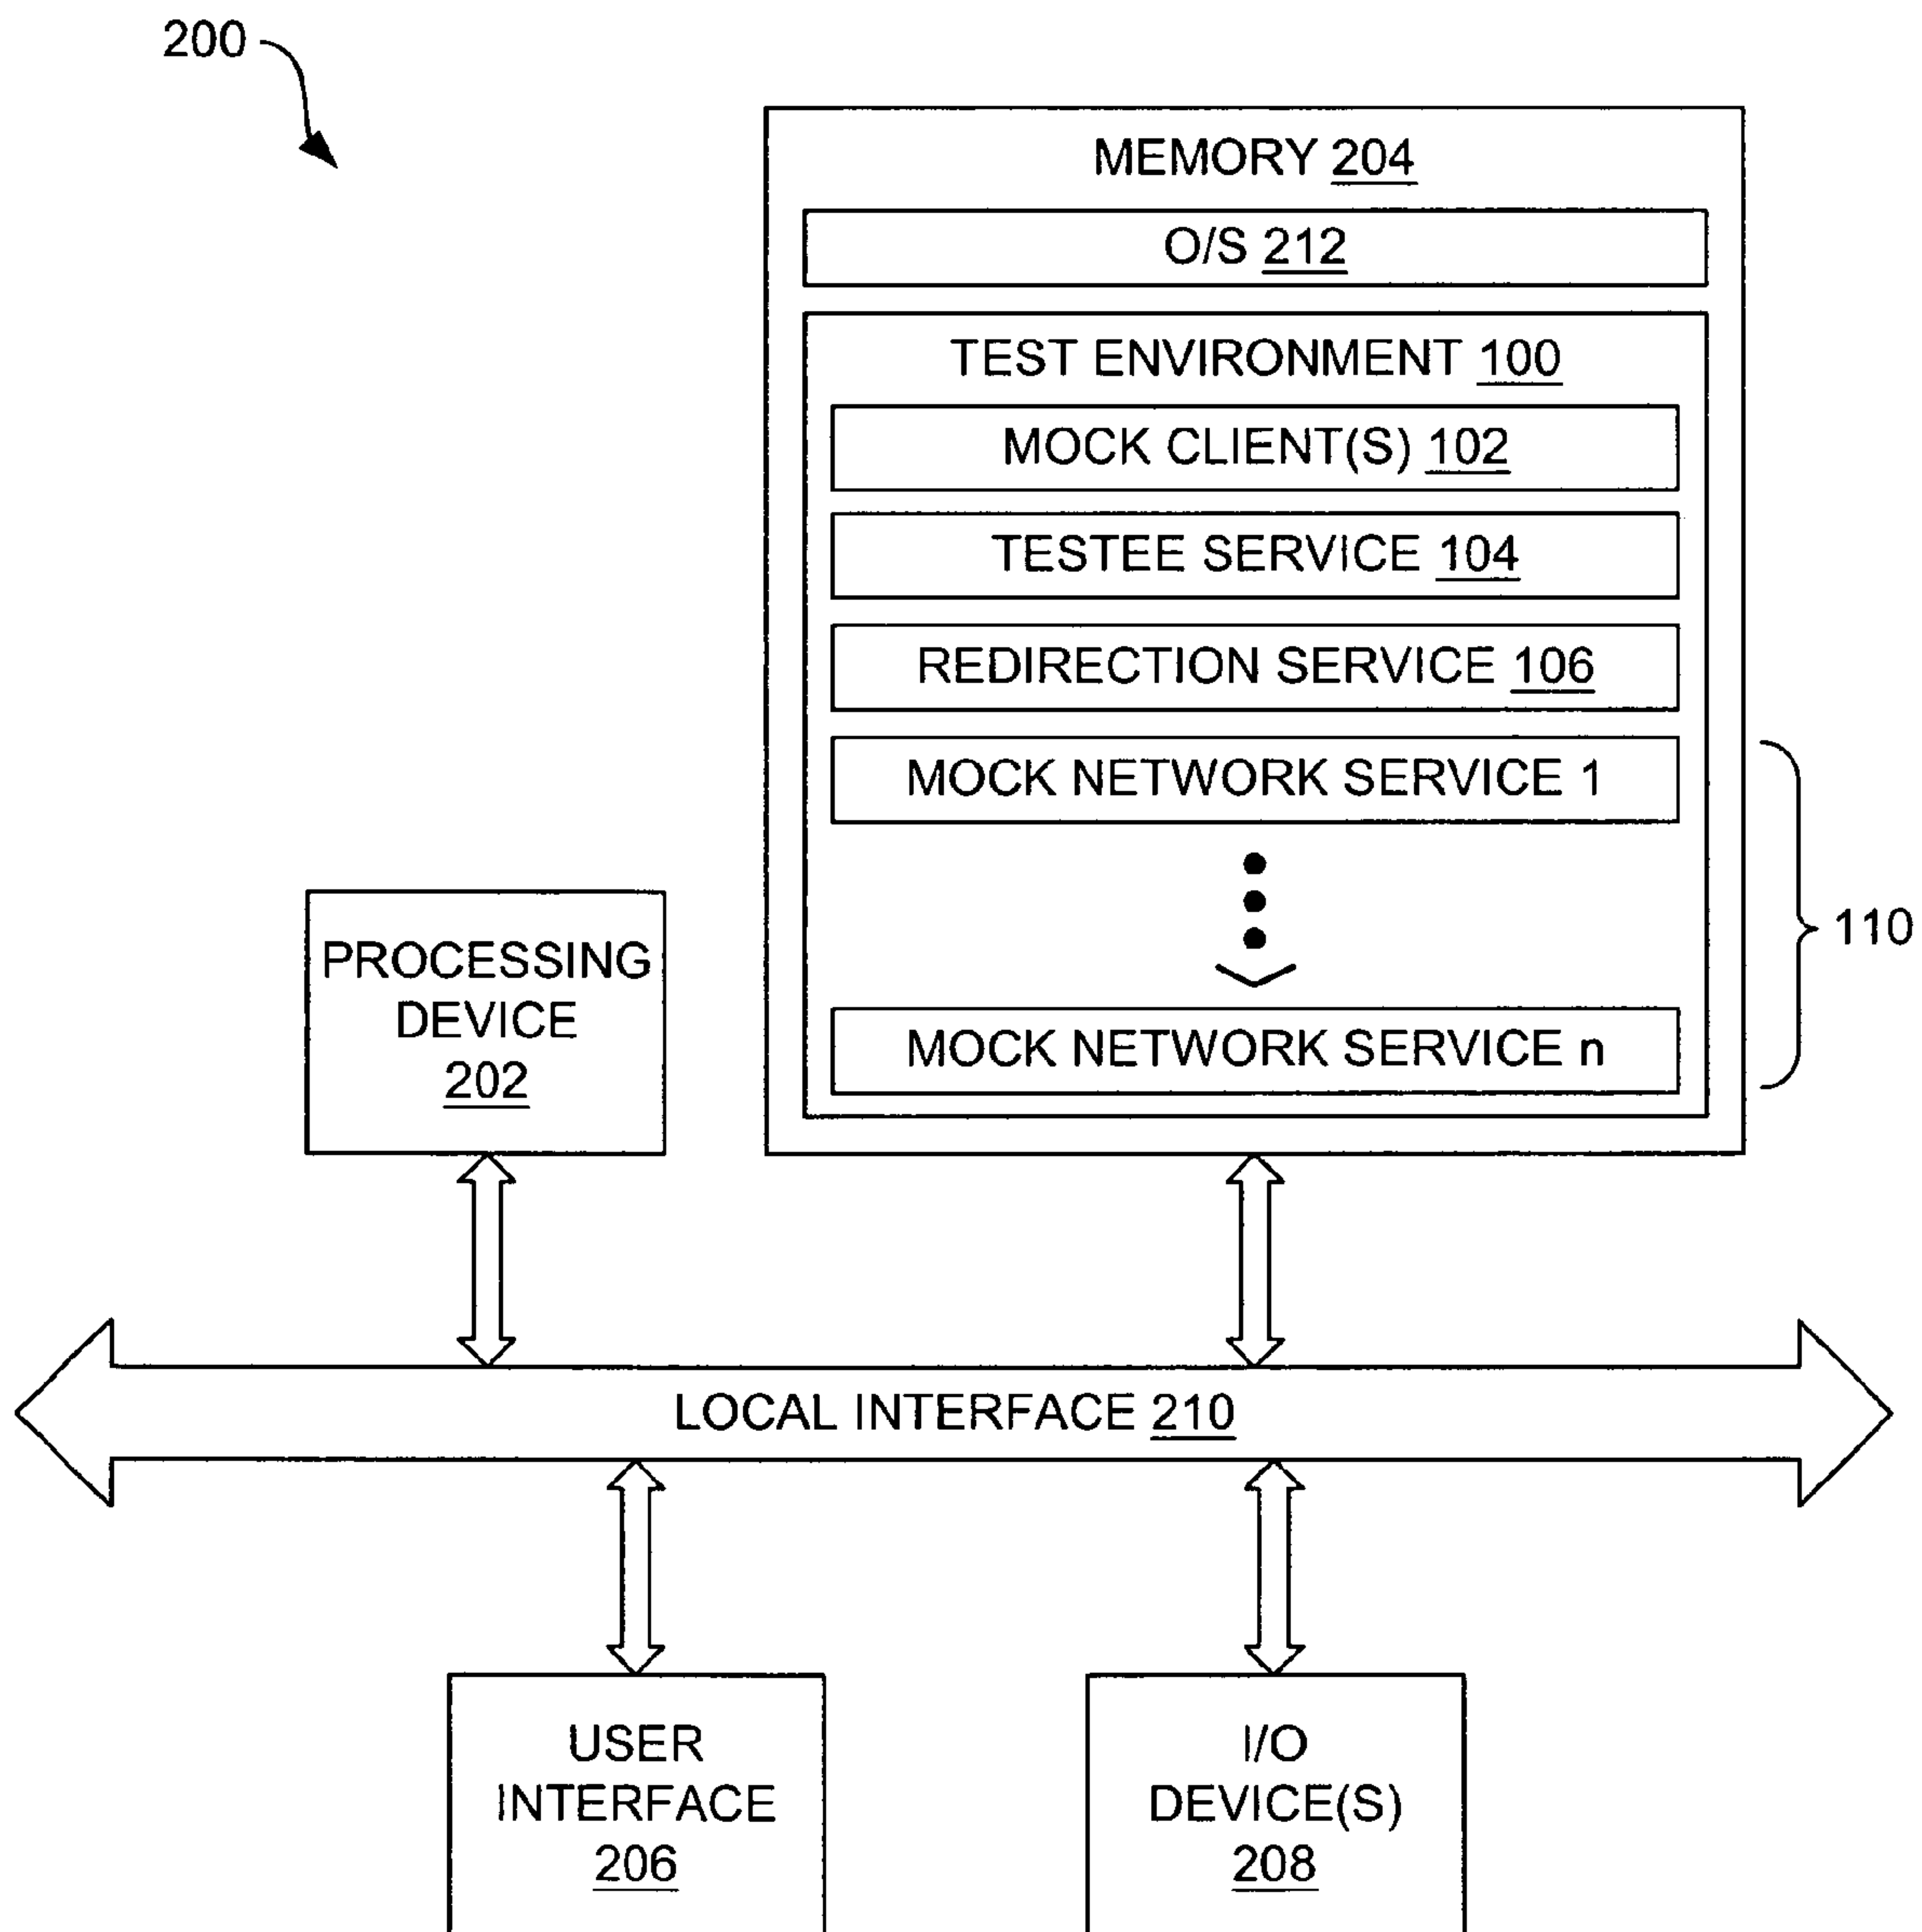 200
MEMORY 204
O/S 212
TEST ENVIRONMENT 100
MOCK CLIENT(S) 102
TESTEE SERVICE 104
REDIRECTION SERVICE 106
MOCK NETWORK SERVICE 1
110
MOCK NETWORK SERVICE n
PROCESSING
DEVICE
202
LOCAL INTERFACE 210
USER
INTERFACE
206
I/O
DEVICE(S)
208